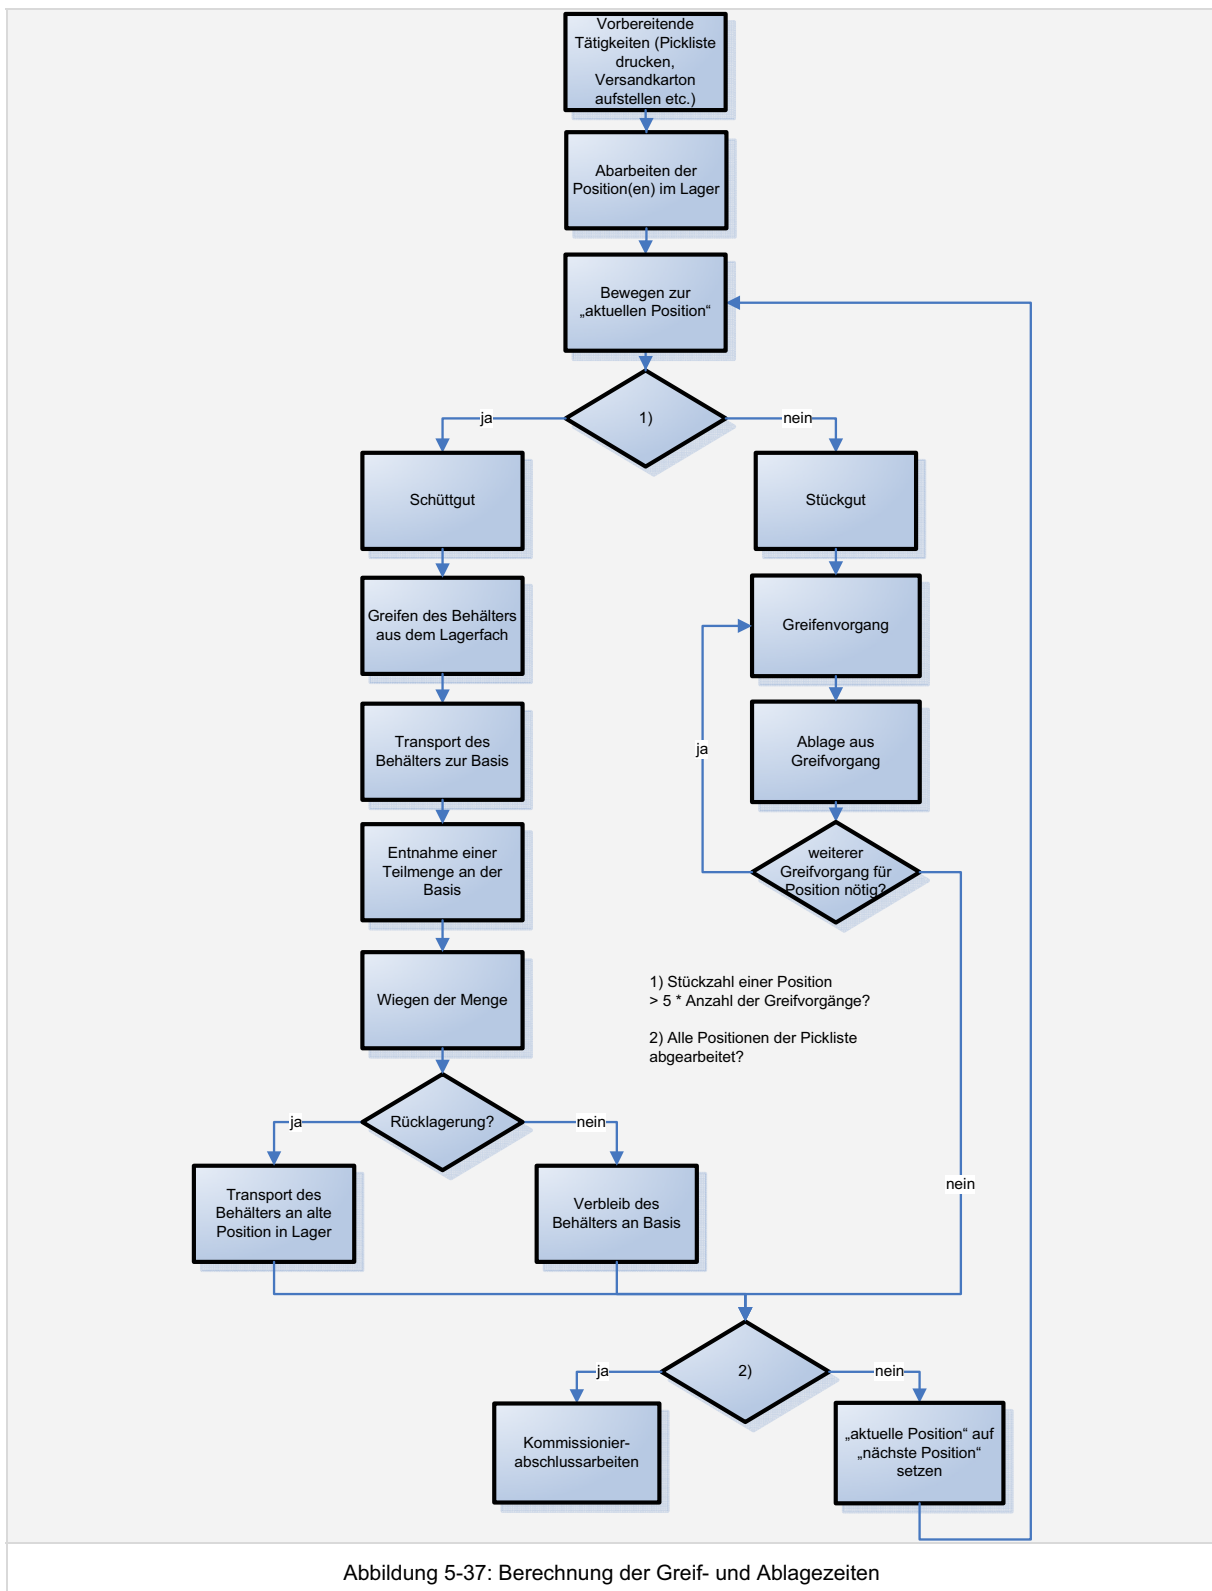 Vorbereitende
Tätigkeiten (Pickliste
drucken,
Versandkarton
aufstellen etc.)
Abarbeiten der
Position(en) im Lager
Bewegen zur
„aktuellen Position“
1)
ja
nein
Schüttgut
Stückgut
Greifen des Behälters
aus dem Lagerfach
Greifenvorgang
Transport des
Behälters zur Basis
Ablage aus
Greifvorgang
ja
Entnahme einer
Teilmenge an der
Basis
weiterer
Greifvorgang für
Position nötig?
Wiegen der Menge
1) Stückzahl einer Position
> 5 * Anzahl der Greifvorgänge?
2) Alle Positionen der Pickliste
abgearbeitet?
Rücklagerung?
ja
nein
nein
Transport des
Behälters an alte
Position in Lager
Verbleib des
Behälters an Basis
2)
ja
nein
Kommissionier-
abschlussarbeiten
„aktuelle Position“ auf
„nächste Position“
setzen
Abbildung 5-37: Berechnung der Greif- und Ablagezeiten